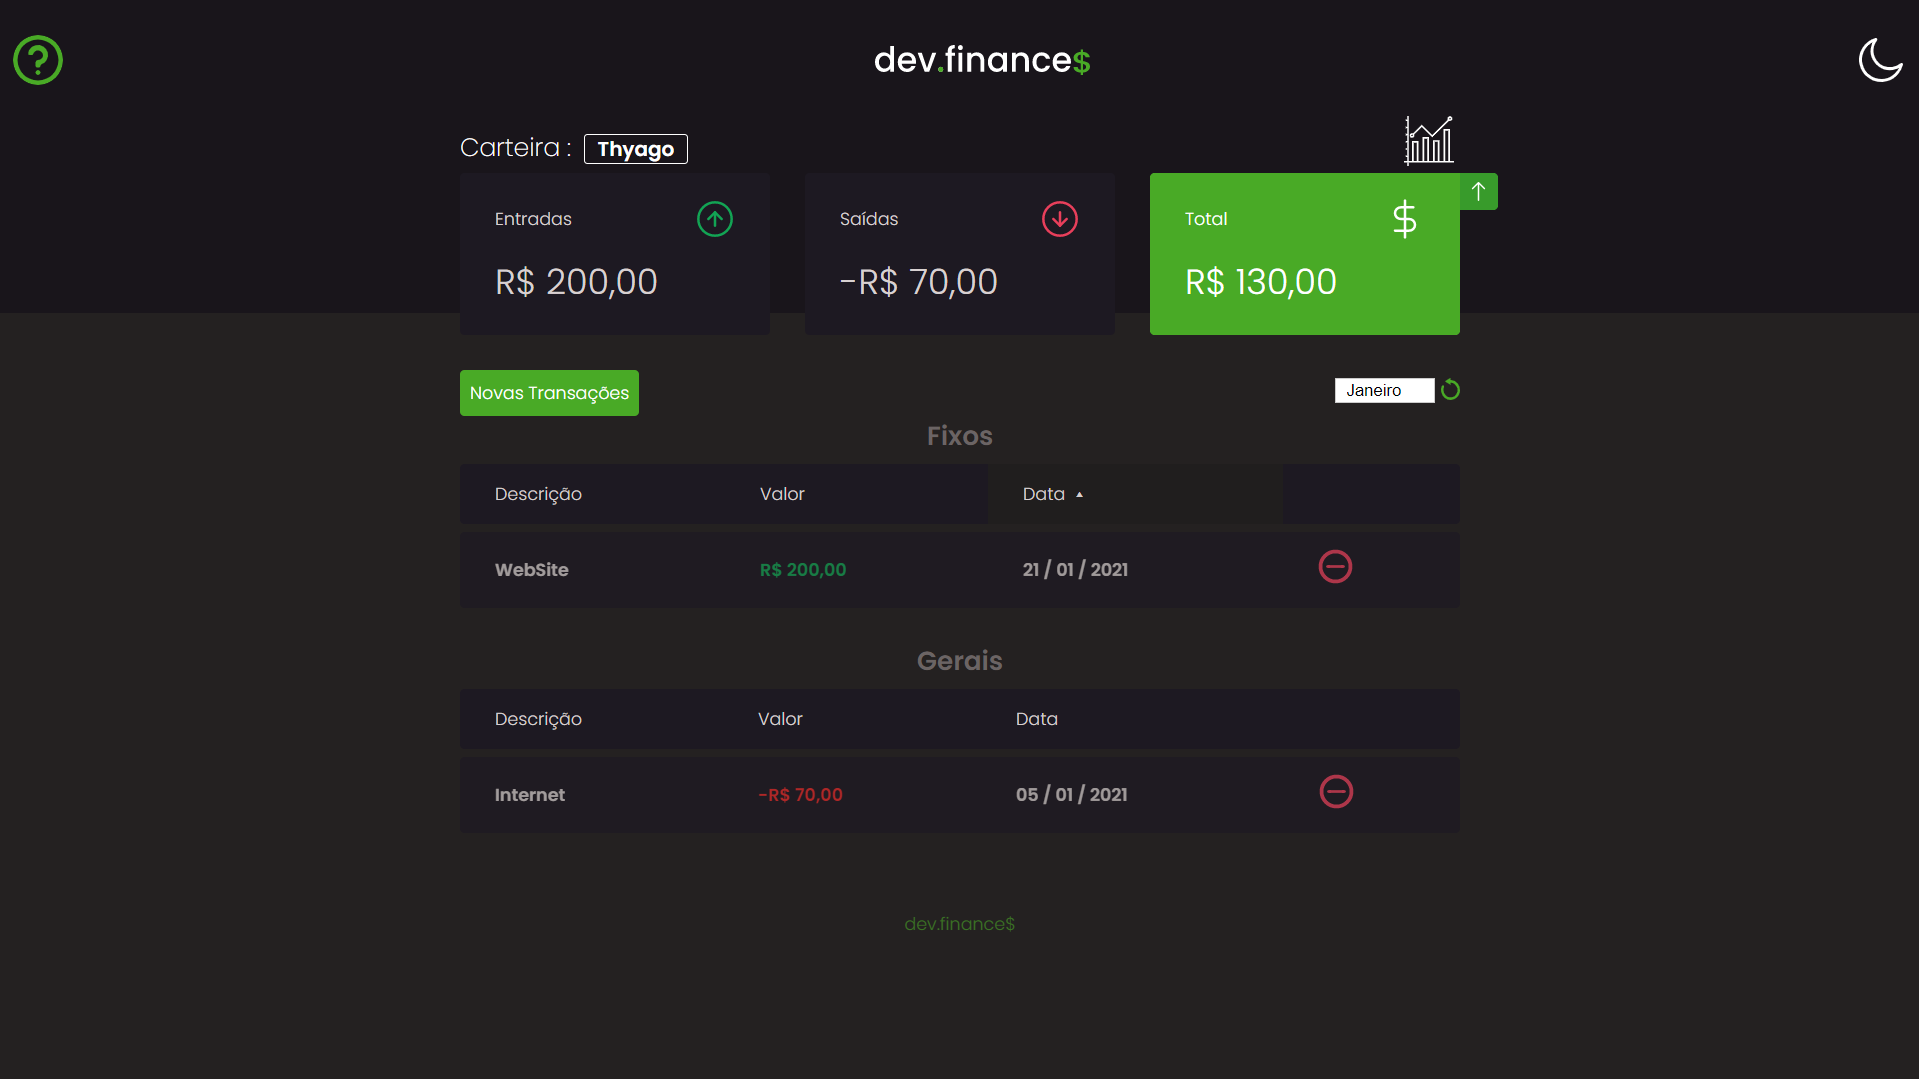 dev.finance$
Carteira : Thyago
Entradas
R$ 200,00
Saídas
-R$ 70,00
Total
R$ 130,00
Novas Transações
Janeiro
Fixos
Descrição Valor Data ▲
WebSite R$ 200,00 21 / 01 / 2021
Gerais
Descrição Valor Data
Internet -R$ 70,00 05 / 01 / 2021
dev.finance$